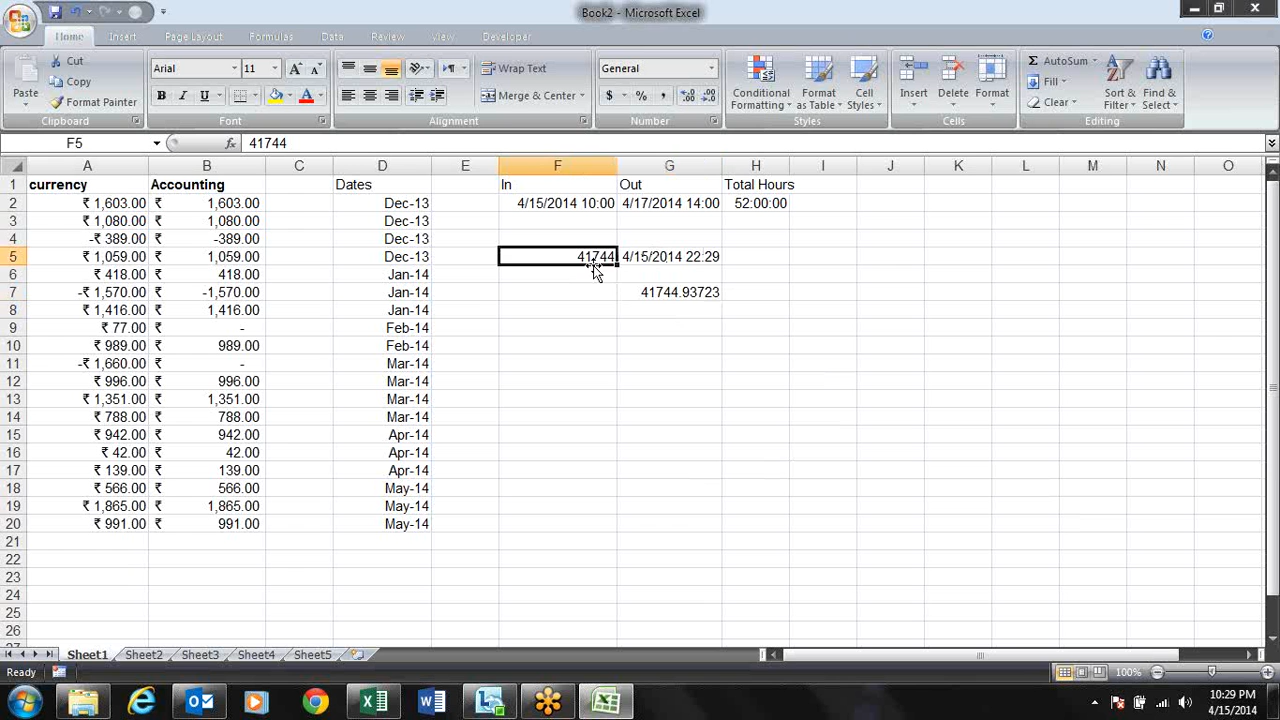 Book2 - Microsoft Excel
Home Insert Page Layout Formulas Data Review View Developer
Paste
Cut
Copy
Format Painter
Clipboard
Arial 11
B I U
Font
Wrap Text
Merge & Center
Alignment
General
$ % ,
Number
Conditional Formatting
Format as Table
Cell Styles
Styles
Insert Delete Format
Cells
AutoSum
Fill
Clear
Sort & Filter
Find & Select
Editing
F5 fx 41744
A B C D E F G H I J K L M N O
1 currency Accounting Dates In Out Total Hours
2 ₹ 1,603.00 ₹ 1,603.00 Dec-13 4/15/2014 10:00 4/17/2014 14:00 52:00:00
3 ₹ 1,080.00 ₹ 1,080.00 Dec-13
4 -₹ 389.00 ₹ -389.00 Dec-13
5 ₹ 1,059.00 ₹ 1,059.00 Dec-13 41744 4/15/2014 22:29
6 ₹ 418.00 ₹ 418.00 Jan-14
7 -₹ 1,570.00 ₹ -1,570.00 Jan-14 41744.93723
8 ₹ 1,416.00 ₹ 1,416.00 Jan-14
9 ₹ 77.00 ₹ - Feb-14
10 ₹ 989.00 ₹ 989.00 Feb-14
11 -₹ 1,660.00 ₹ - Mar-14
12 ₹ 996.00 ₹ 996.00 Mar-14
13 ₹ 1,351.00 ₹ 1,351.00 Mar-14
14 ₹ 788.00 ₹ 788.00 Mar-14
15 ₹ 942.00 ₹ 942.00 Apr-14
16 ₹ 42.00 ₹ 42.00 Apr-14
17 ₹ 139.00 ₹ 139.00 Apr-14
18 ₹ 566.00 ₹ 566.00 May-14
19 ₹ 1,865.00 ₹ 1,865.00 May-14
20 ₹ 991.00 ₹ 991.00 May-14
21
22
23
24
25
26
Sheet1 Sheet2 Sheet3 Sheet4 Sheet5
Ready 100%
10:29 PM
4/15/2014